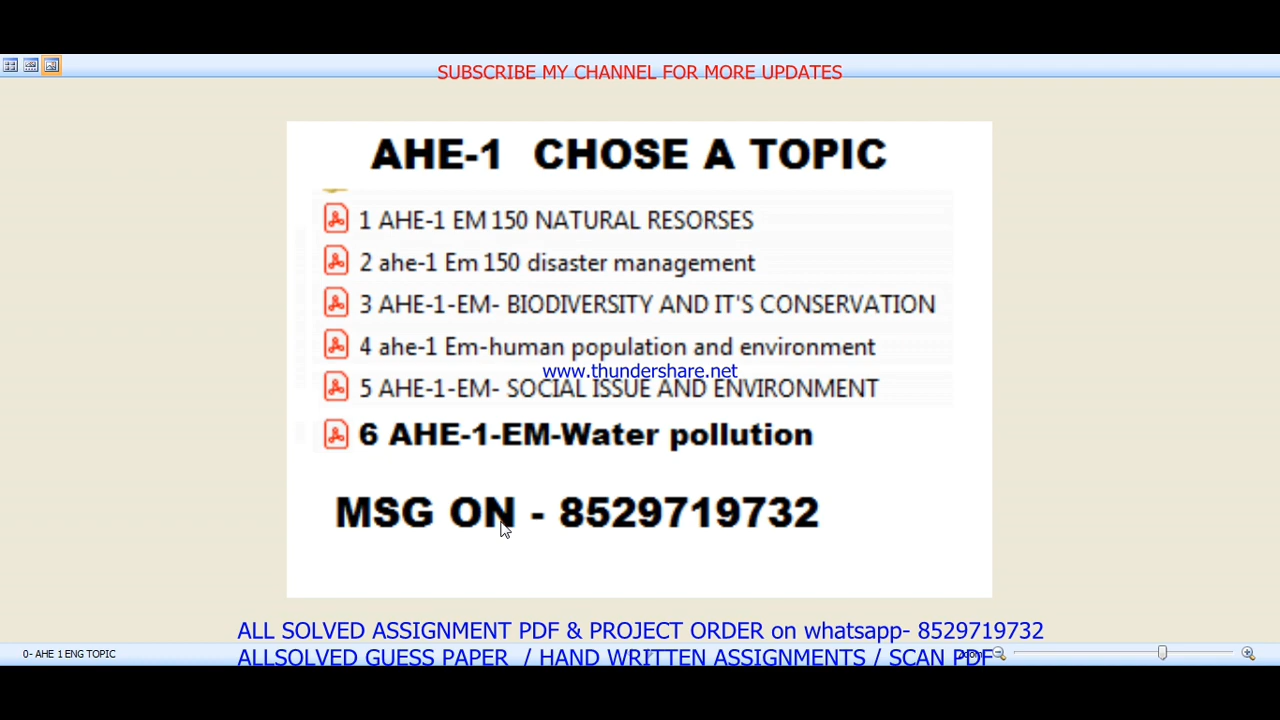 SUBSCRIBE MY CHANNEL FOR MORE UPDATES
AHE-1 CHOSE A TOPIC
1 AHE-1 EM 150 NATURAL RESORSES
2 ahe-1 Em 150 disaster management
3 AHE-1-EM- BIODIVERSITY AND IT'S CONSERVATION
4 ahe-1 Em-human population and environment
www.thundershare.net
5 AHE-1-EM- SOCIAL ISSUE AND ENVIRONMENT
6 AHE-1-EM-Water pollution
MSG ON - 8529719732
ALL SOLVED ASSIGNMENT PDF & PROJECT ORDER on whatsapp- 8529719732
0- AHE 1 ENG TOPIC
ALLSOLVED GUESS PAPER / HAND WRITTEN ASSIGNMENTS / SCAN PDF